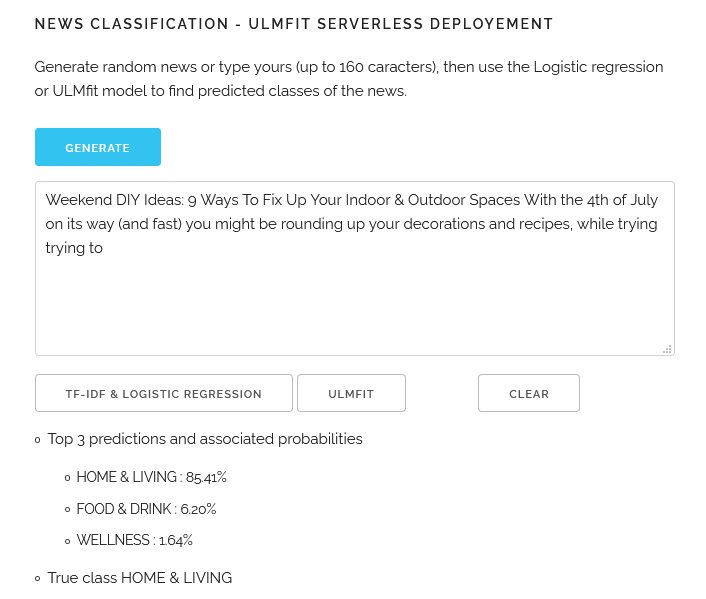 NEWS CLASSIFICATION - ULMFIT SERVERLESS DEPLOYEMENT
Generate random news or type yours (up to 160 caracters), then use the Logistic regression
or ULMfit model to find predicted classes of the news.
GENERATE
Weekend DIY Ideas: 9 Ways To Fix Up Your Indoor & Outdoor Spaces With the 4th of July
on its way (and fast) you might be rounding up your decorations and recipes, while trying
trying to
TF-IDF & LOGISTIC REGRESSION ULMFIT CLEAR
Top 3 predictions and associated probabilities
HOME & LIVING : 85.41%
FOOD & DRINK : 6.20%
WELLNESS : 1.64%
True class HOME & LIVING